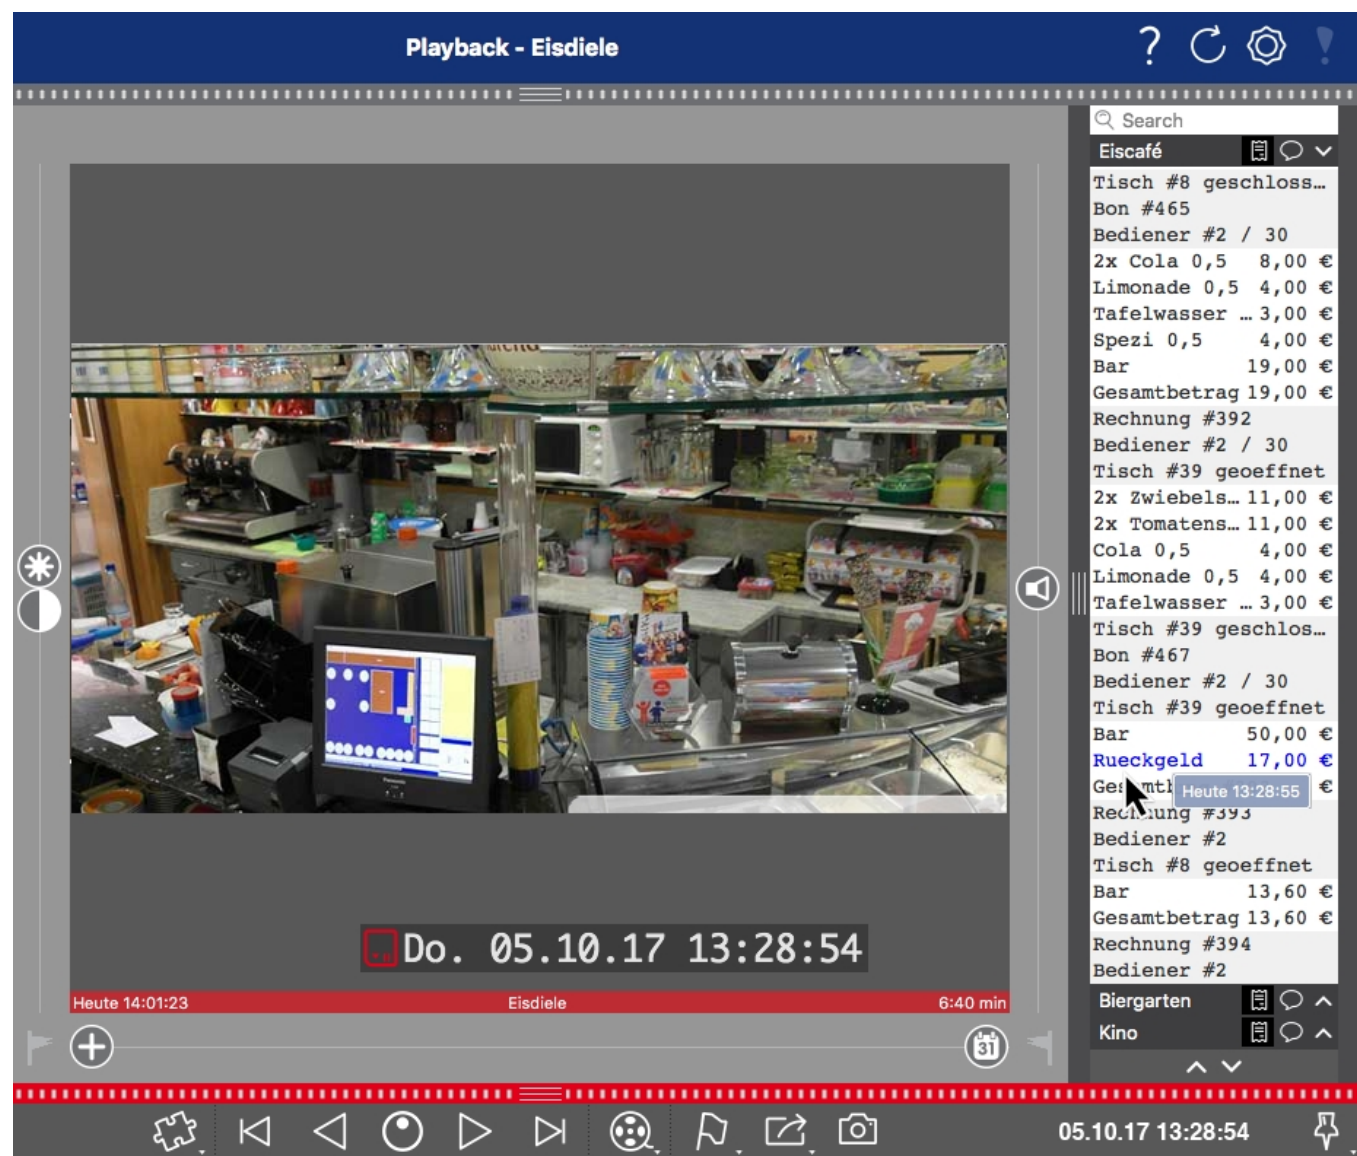 Playback - Eisdiele
Search
Eiscafé
Tisch #8 geschloss…
Bon #465
Bediener #2 / 30
2x Cola 0,5 8,00 €
Limonade 0,5 4,00 €
Tafelwasser … 3,00 €
Spezi 0,5 4,00 €
Bar 19,00 €
Gesamtbetrag 19,00 €
Rechnung #392
Bediener #2 / 30
Tisch #39 geoeffnet
2x Zwiebels… 11,00 €
2x Tomatens… 11,00 €
Cola 0,5 4,00 €
Limonade 0,5 4,00 €
Tafelwasser … 3,00 €
Tisch #39 geschlos…
Bon #467
Bediener #2 / 30
Tisch #39 geoeffnet
Bar 50,00 €
Rueckgeld 17,00 €
€
Heute 13:28:55
Rechnung #393
Bediener #2
Tisch #8 geoeffnet
Bar 13,60 €
Gesamtbetrag 13,60 €
Rechnung #394
Bediener #2
Biergarten
Kino
Do. 05.10.17 13:28:54
Heute 14:01:23 Eisdiele 6:40 min
31
05.10.17 13:28:54